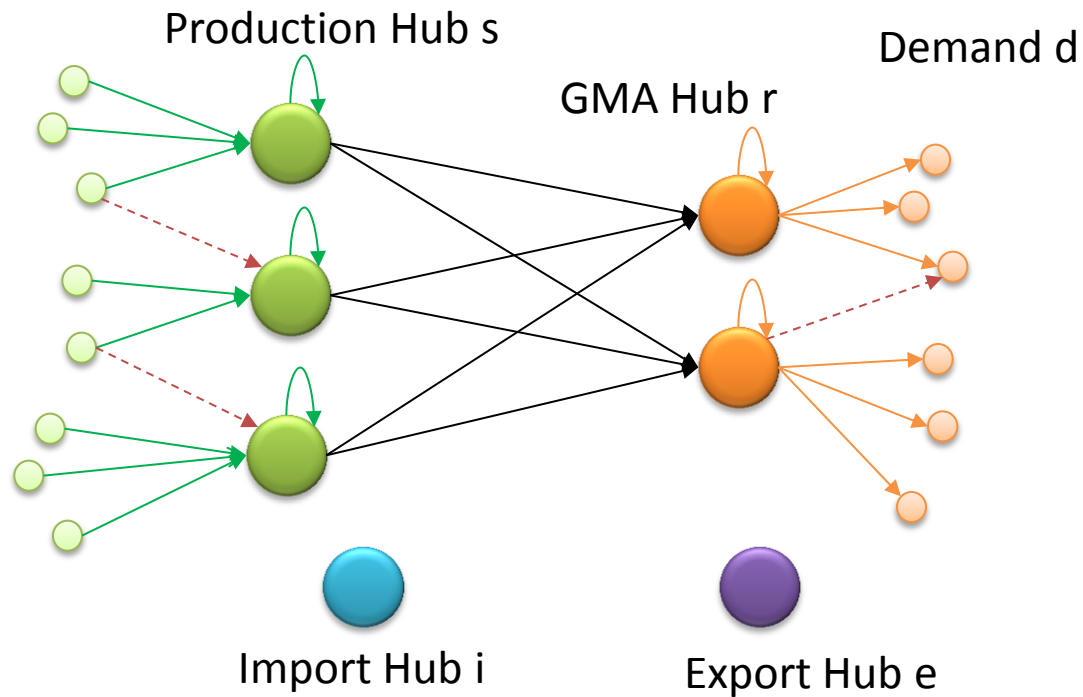 Production Hub s
Demand d
GMA Hub r
Import Hub i
Export Hub e